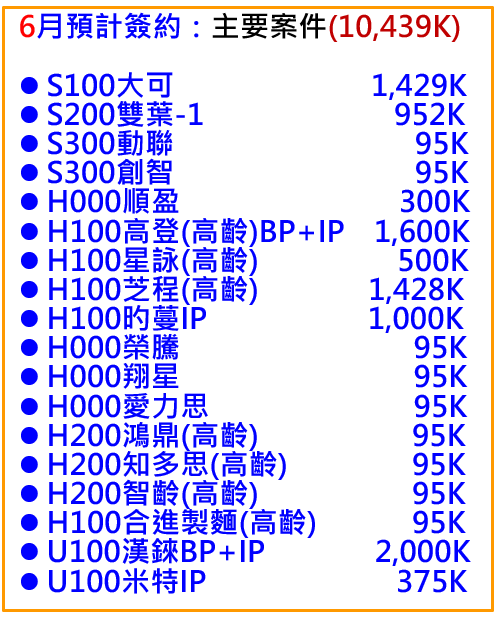 6月預計簽約：主要案件(10,439K)
● S100大可 1,429K
● S200雙葉-1 952K
● S300動聯 95K
● S300創智 95K
● H000順盈 300K
● H100高登(高齡)BP+IP 1,600K
● H100星詠(高齡) 500K
● H100芝程(高齡) 1,428K
● H100旳蔓IP 1,000K
● H000榮騰 95K
● H000翔星 95K
● H000愛力思 95K
● H200鴻鼎(高齡) 95K
● H200知多思(高齡) 95K
● H200智齡(高齡) 95K
● H100合進製麵(高齡) 95K
● U100漢錸BP+IP 2,000K
● U100米特IP 375K